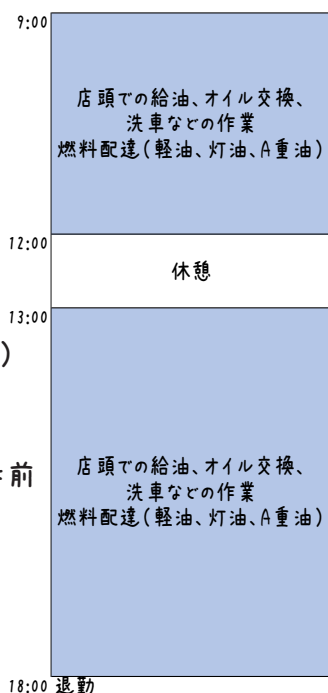 9:00
店頭での給油、オイル交換、
洗車などの作業
燃料配達(軽油、灯油、A重油)
12:00
休憩
13:00
)
前
店頭での給油、オイル交換、
洗車などの作業
燃料配達(軽油、灯油、A重油)
18:00 退勤